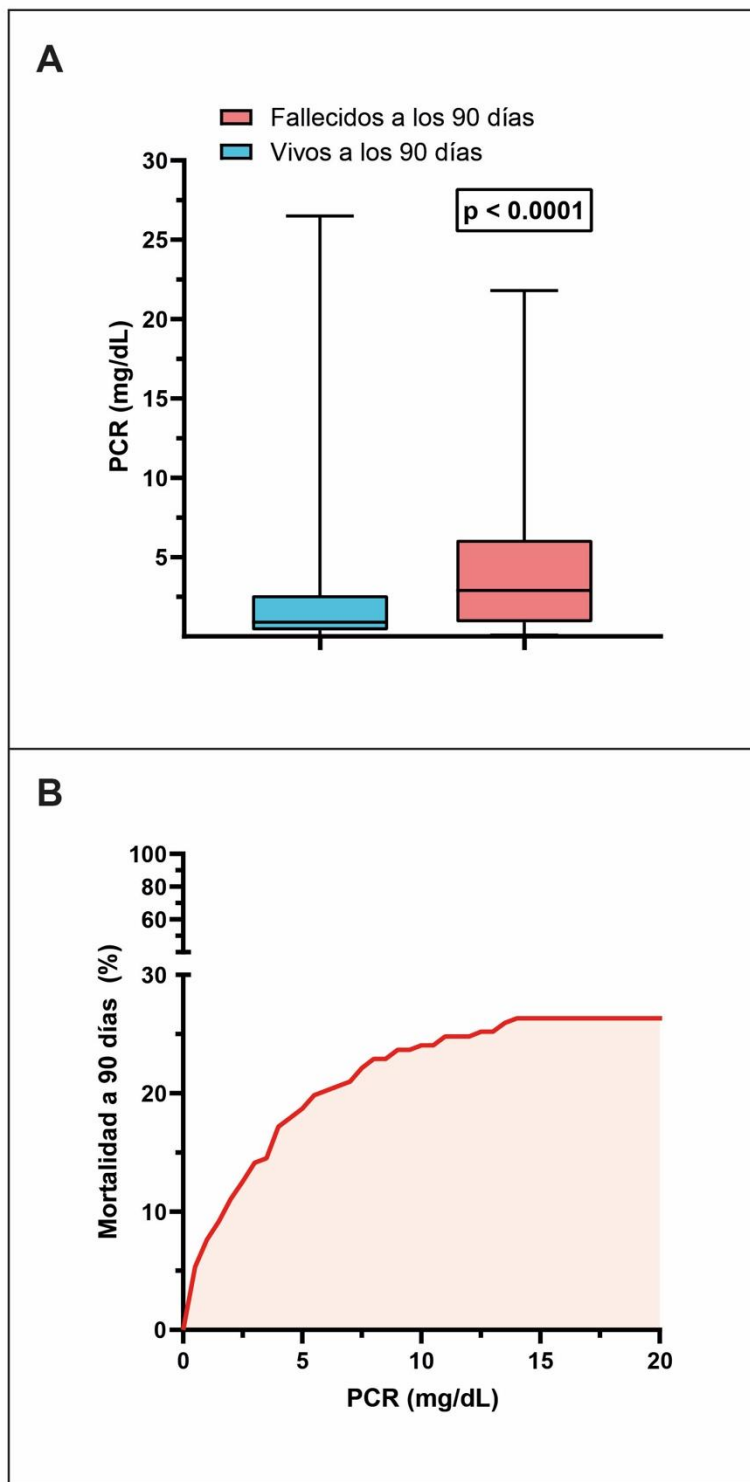 A
Fallecidos a los 90 días
Vivos a los 90 días
30
p < 0.0001
25
20
15
10
5
PCR (mg/dL)
B
100
80
60
30
20
10
0
Mortalidad a 90 días (%)
0 5 10 15 20
PCR (mg/dL)